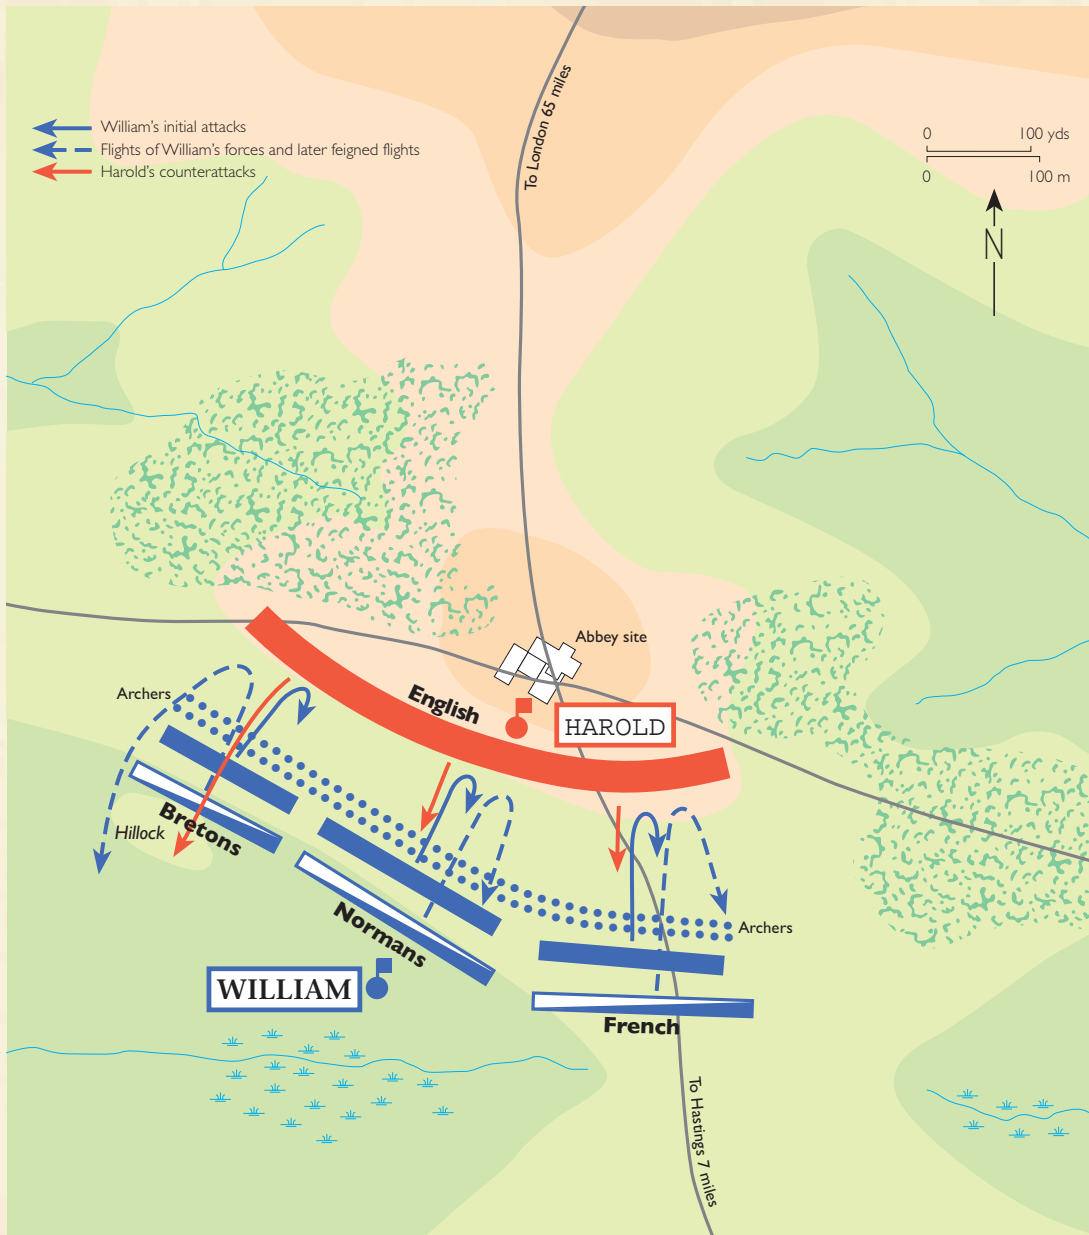 To London 65 miles
William's initial attacks
Flights of William's forces and later feigned flights
Harold's counterattacks
0 100 yds
0 100 m
N
Abbey site
Archers
English
HAROLD
Bretons
Hillock
Normans
Archers
WILLIAM
French
To Hastings 7 miles